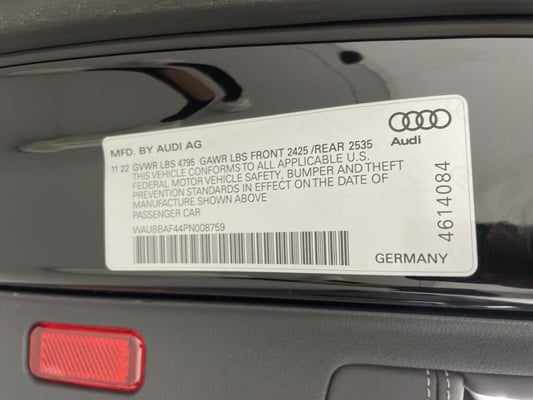 MFD. BY AUDI AG
Audi
11 22 GVWR LBS 4795 GAWR LBS FRONT 2425 /REAR 2535
THIS VEHICLE CONFORMS TO ALL APPLICABLE U.S.
FEDERAL MOTOR VEHICLE SAFETY, BUMPER AND THEFT
PREVENTION STANDARDS IN EFFECT ON THE DATE OF
MANUFACTURE SHOWN ABOVE
PASSENGER CAR
WAUBBAF44PN008759
4614084
GERMANY